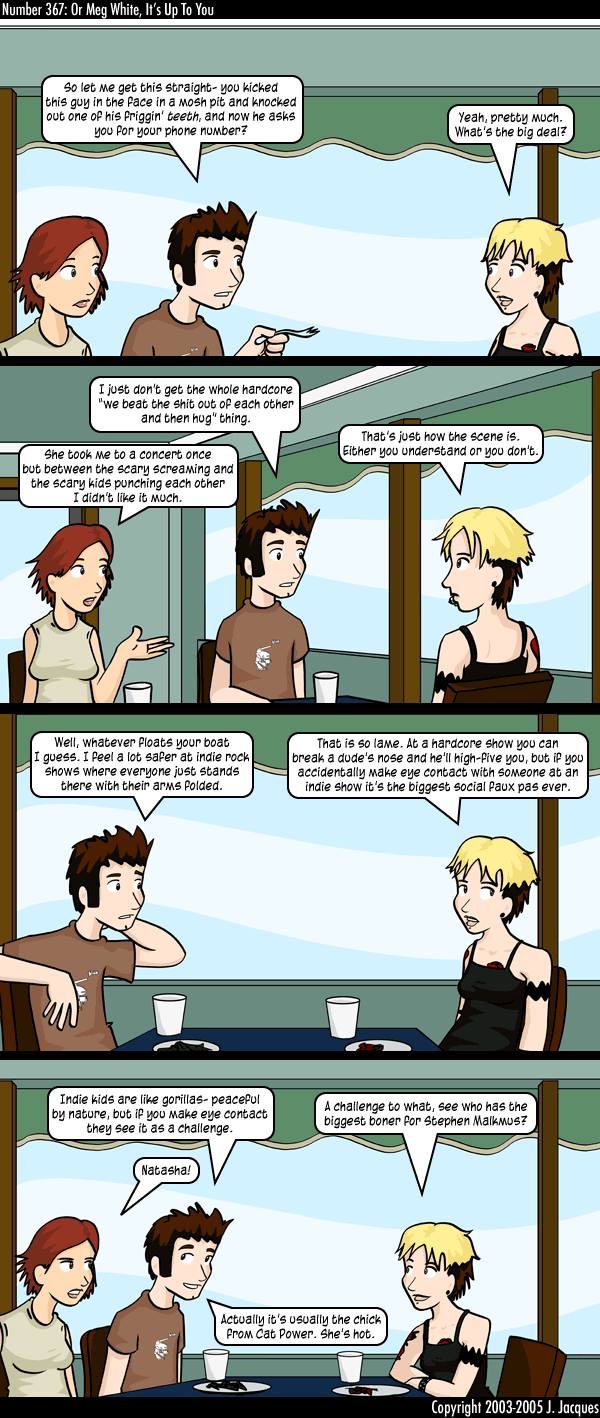 Number 367: Or Meg White, It's Up To You
So let me get this straight- you kicked
this guy in the face in a mosh pit and knocked
out one of his friggin' teeth, and now he asks
you for your phone number?
Yeah, pretty much.
What's the big deal?
I just don't get the whole hardcore
"we beat the shit out of each other
and then hug" thing.
She took me to a concert once
but between the scary screaming and
the scary kids punching each other
I didn't like it much.
That's just how the scene is.
Either you understand or you don't.
Well, whatever floats your boat
I guess. I feel a lot safer at indie rock
shows where everyone just stands
there with their arms folded.
That is so lame. At a hardcore show you can
break a dude's nose and he'll high-five you, but if you
accidentally make eye contact with someone at an
indie show it's the biggest social faux pas ever.
Indie kids are like gorillas- peaceful
by nature, but if you make eye contact
they see it as a challenge.
A challenge to what, see who has the
biggest boner for Stephen Malkmus?
Natasha!
Actually it's usually the chick
from Cat Power. She's hot.
Copyright 2003-2005 J. Jacques